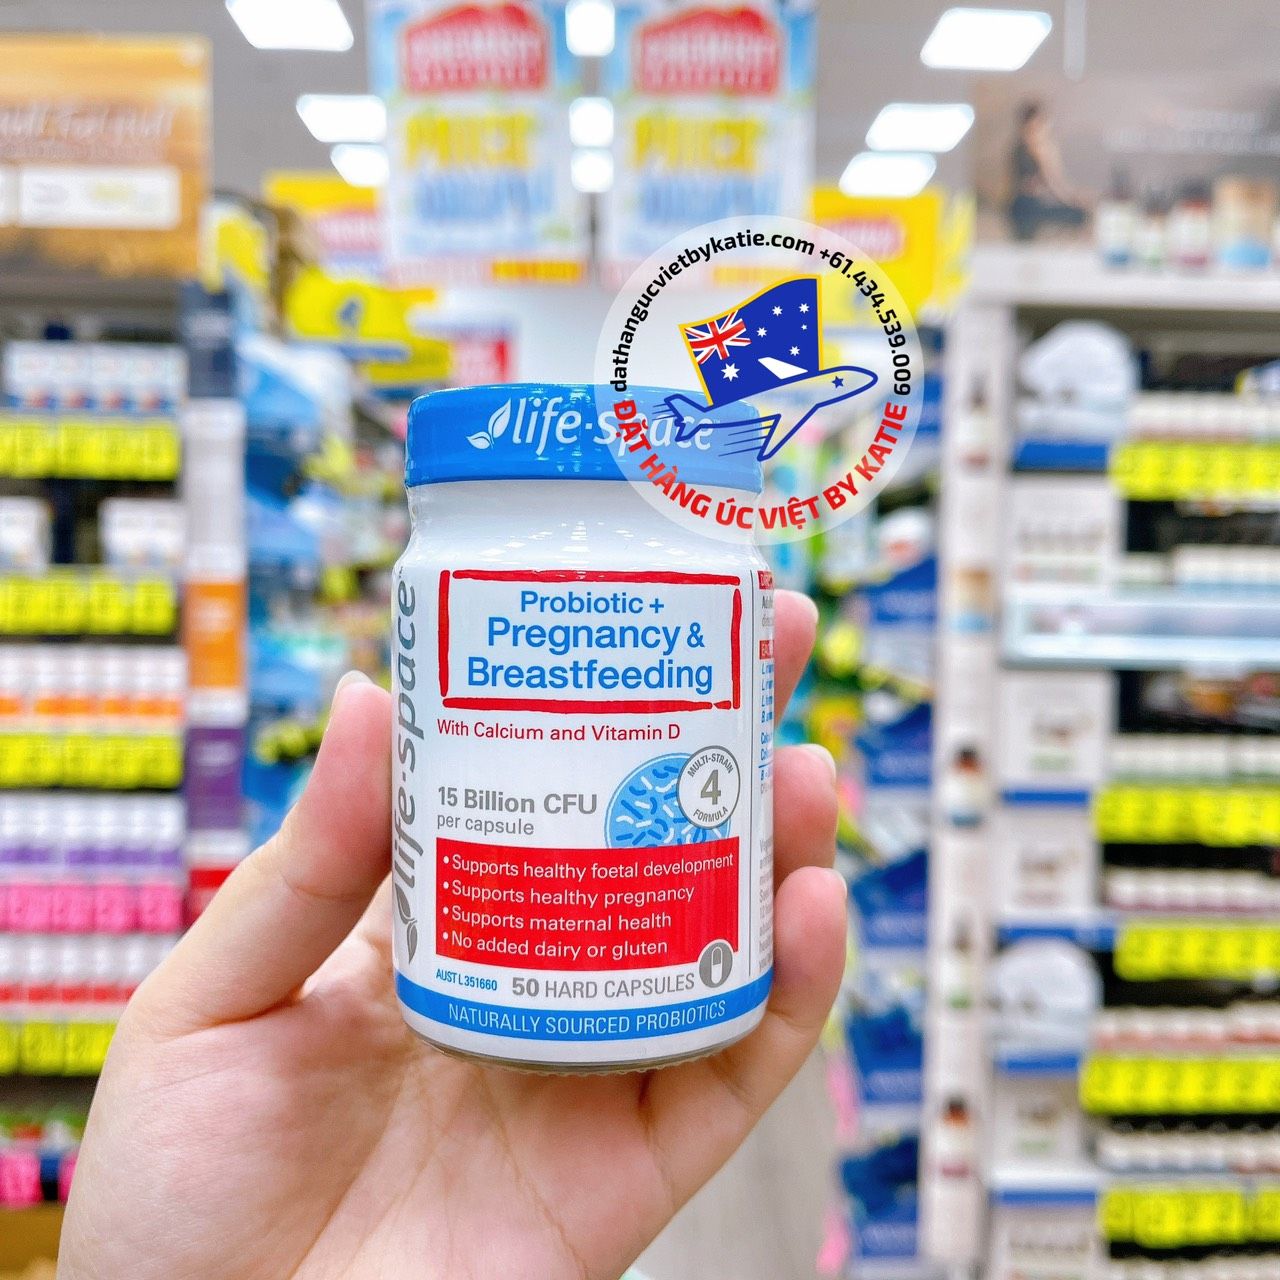 dathangucvietbykatie.com +61.434.539.009
ĐẶT HÀNG ÚC VIỆT BY KATIE
life·space
life·space
Probiotic +
Pregnancy &
Breastfeeding
With Calcium and Vitamin D
15 Billion CFU
per capsule
MULTI-STRAIN
4
FORMULA
• Supports healthy foetal development
• Supports healthy pregnancy
• Supports maternal health
• No added dairy or gluten
AUST L 351660
50 HARD CAPSULES
NATURALLY SOURCED PROBIOTICS